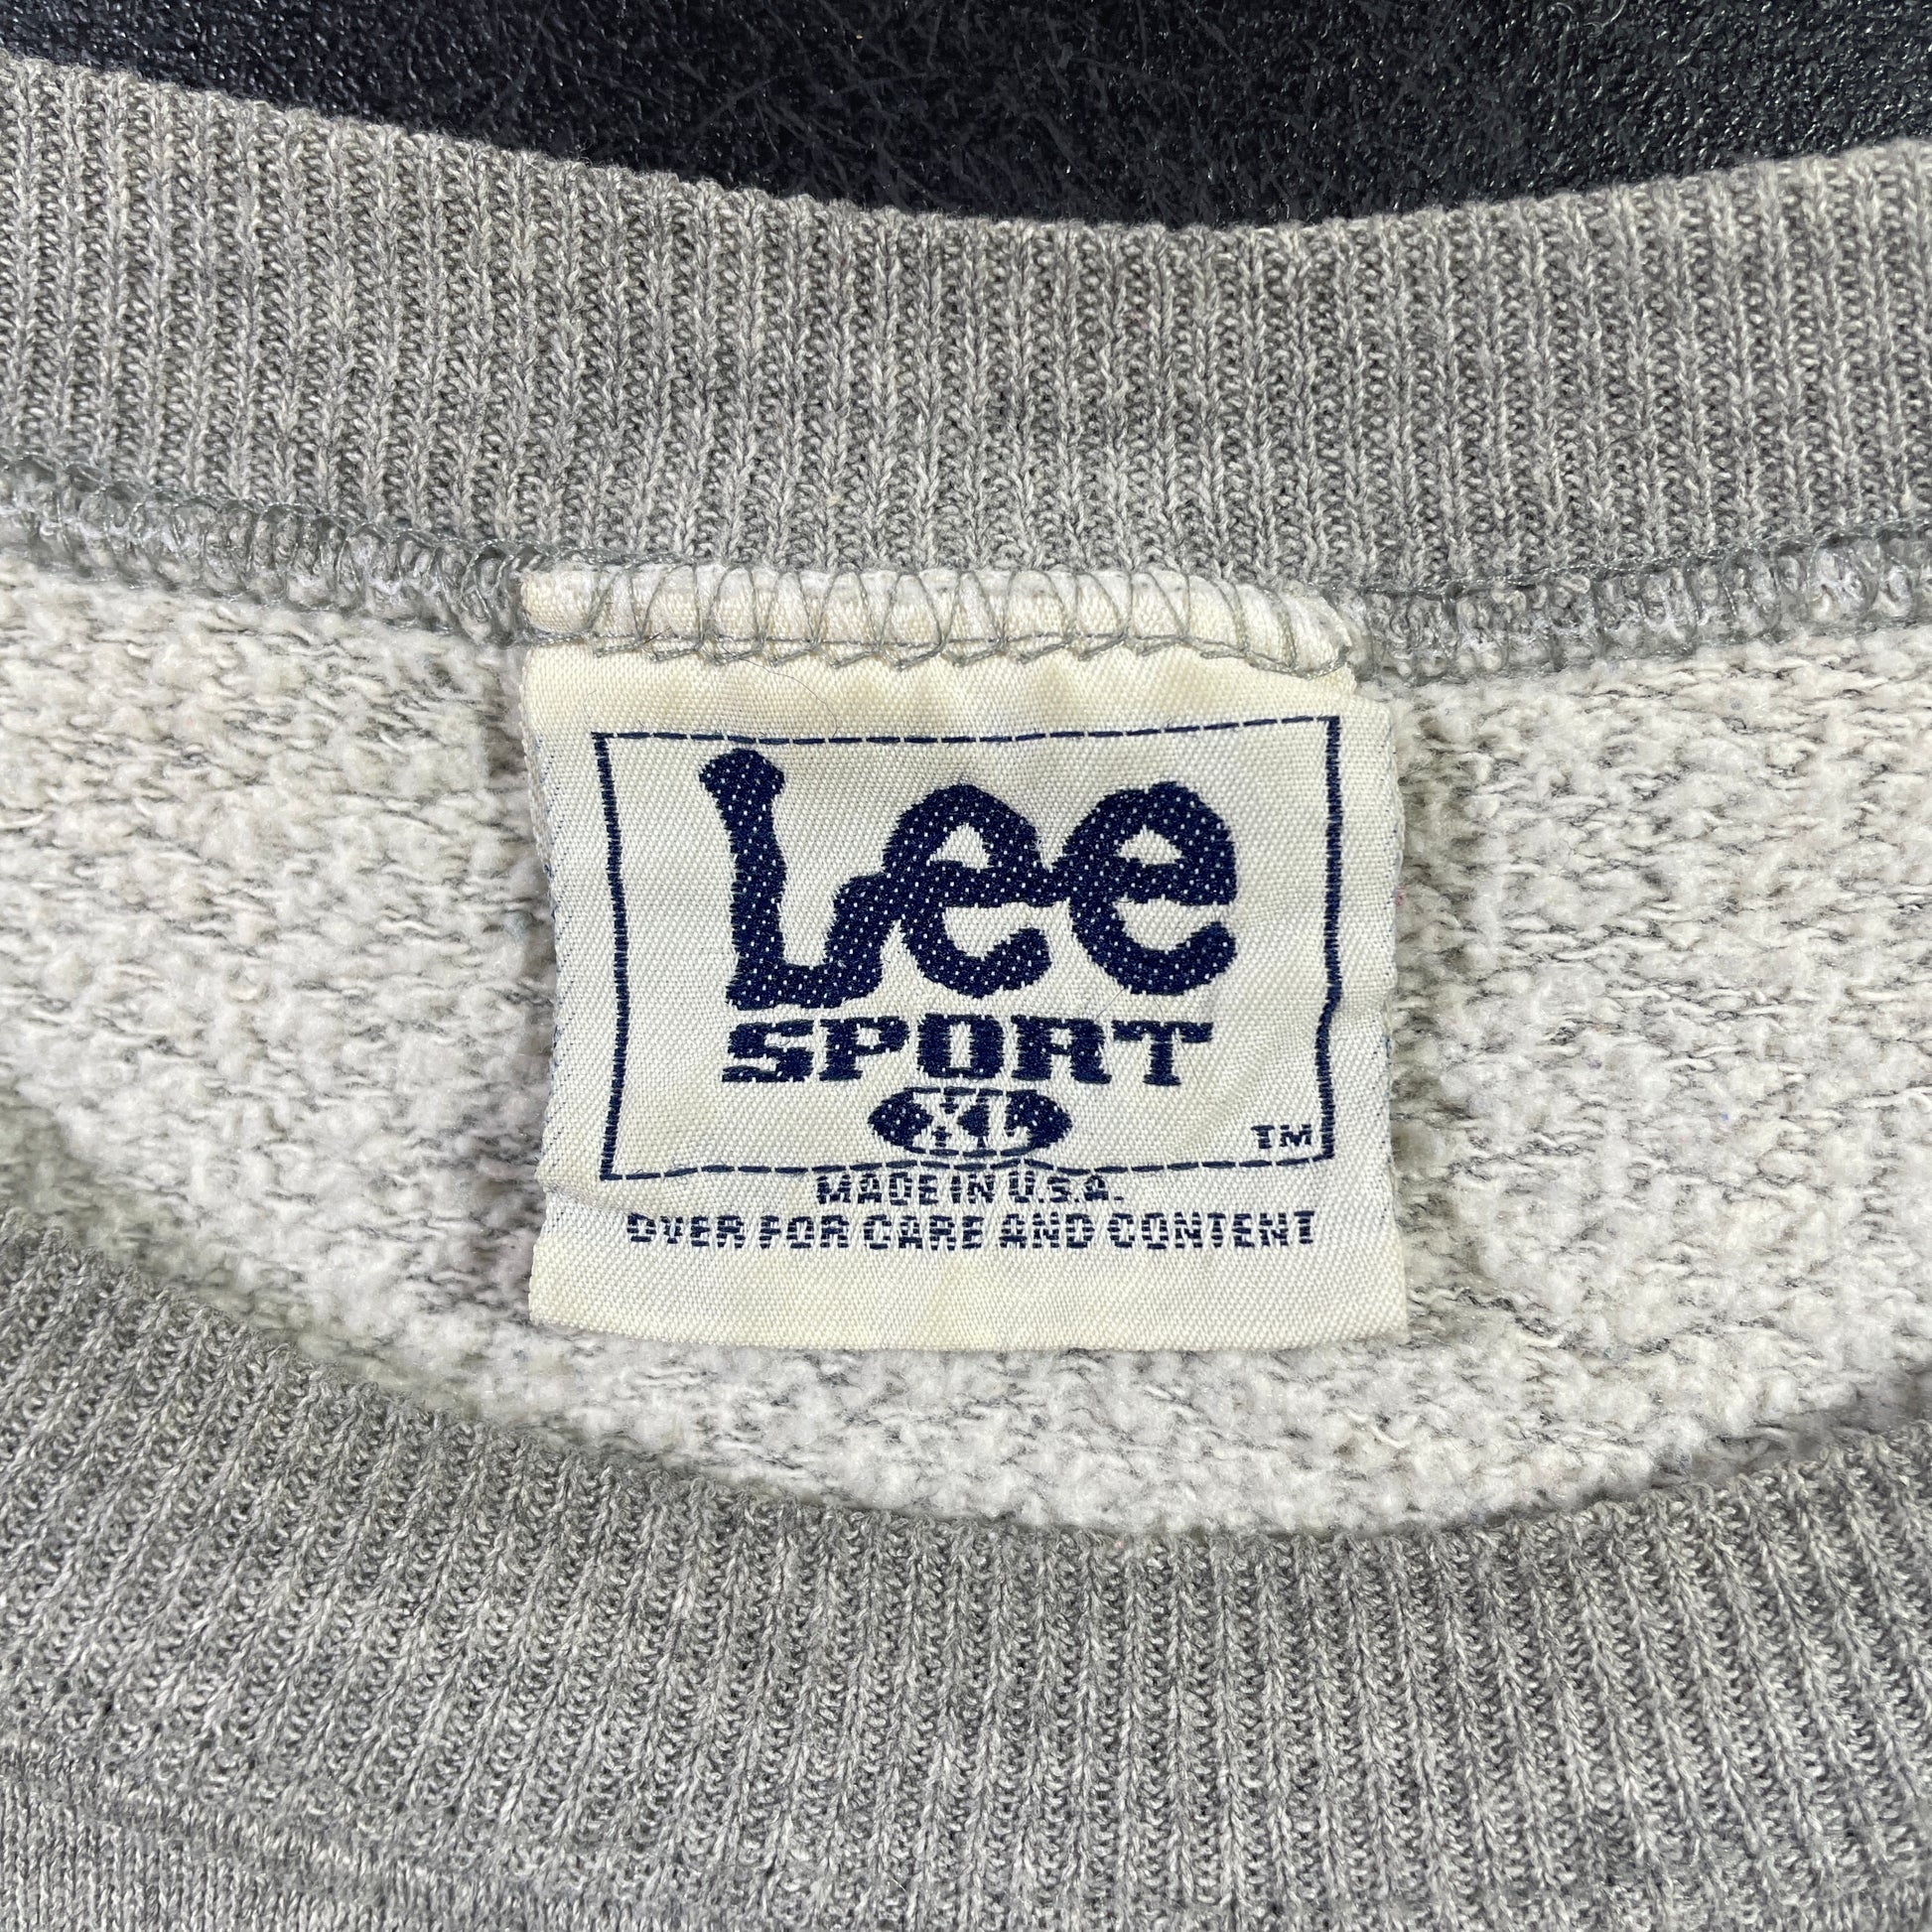 Lee
SPORT
XL
TM
MADE IN U.S.A.
OVER FOR CARE AND CONTENT